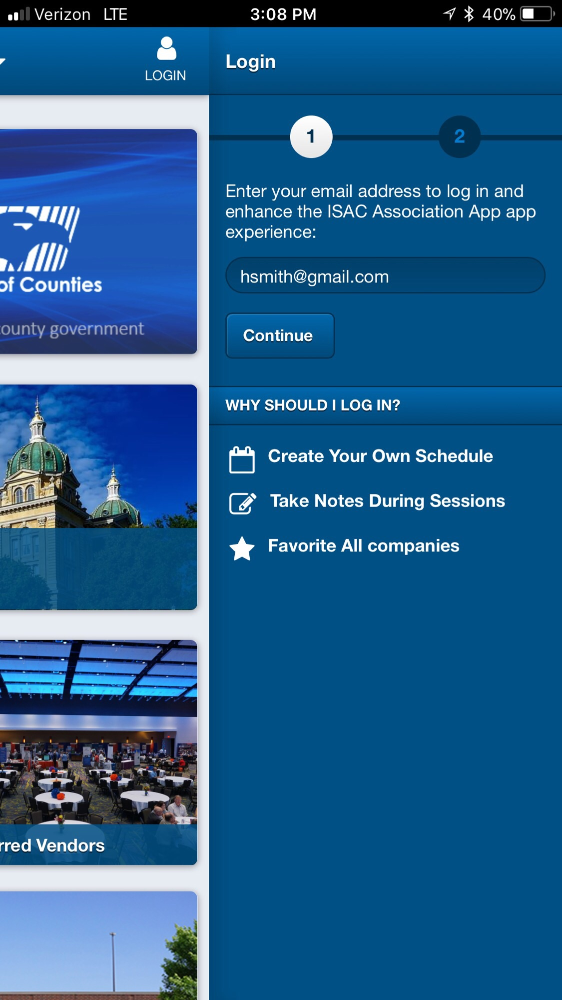 Verizon LTE 3:08 PM 40%
LOGIN
Login
1 2
Enter your email address to log in and
enhance the ISAC Association App app
experience:
hsmith@gmail.com
Continue
WHY SHOULD I LOG IN?
Create Your Own Schedule
Take Notes During Sessions
Favorite All companies
of Counties
county government
rred Vendors